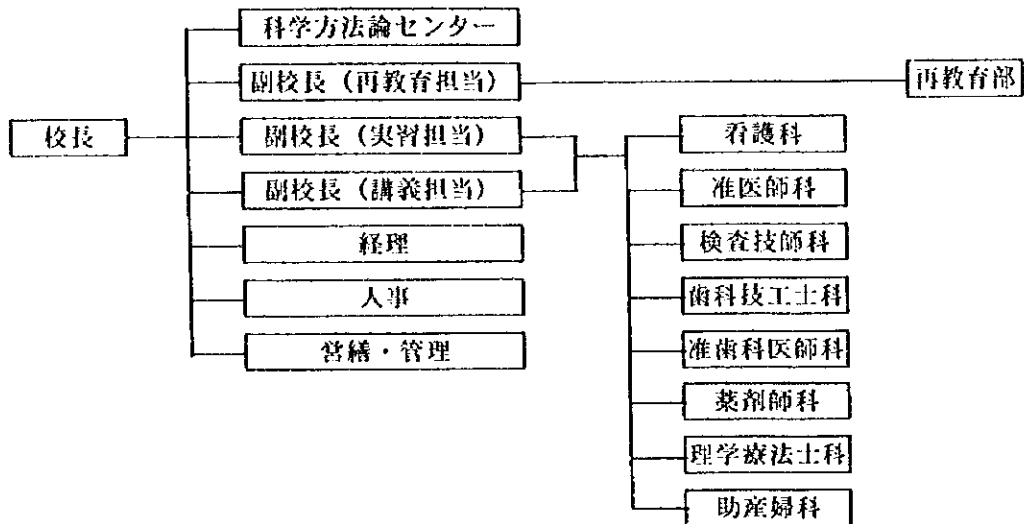 科学方法論センター
副校長（再教育担当）
再教育部
校長
副校長（実習担当）
看護科
副校長（講義担当）
准医師科
経理
検査技師科
人事
歯科技工士科
営繕・管理
准歯科医師科
薬剤師科
理学療法士科
助産婦科